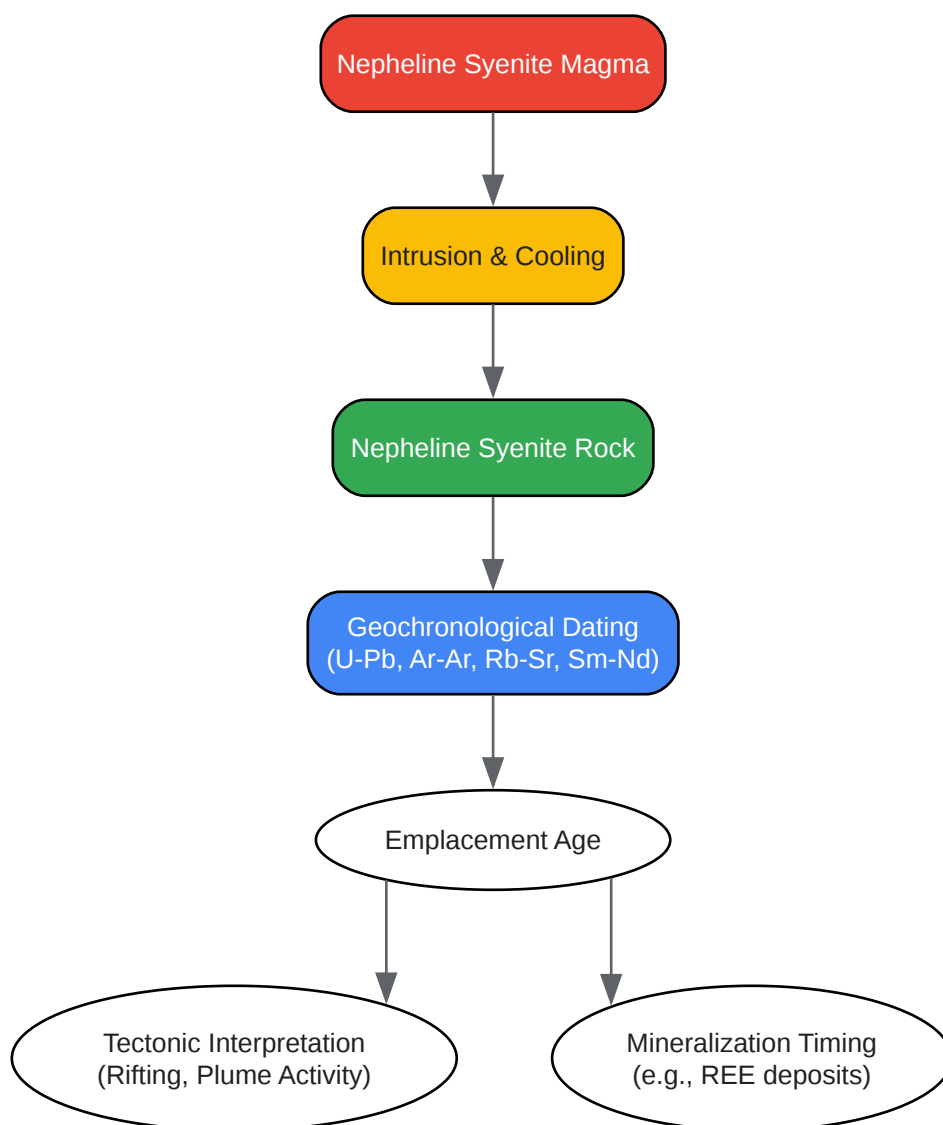 Nepheline Syenite Magma
Intrusion & Cooling
Nepheline Syenite Rock
Geochronological Dating
(U-Pb, Ar-Ar, Rb-Sr, Sm-Nd)
Emplacement Age
Tectonic Interpretation
(Rifting, Plume Activity)
Mineralization Timing
(e.g., REE deposits)